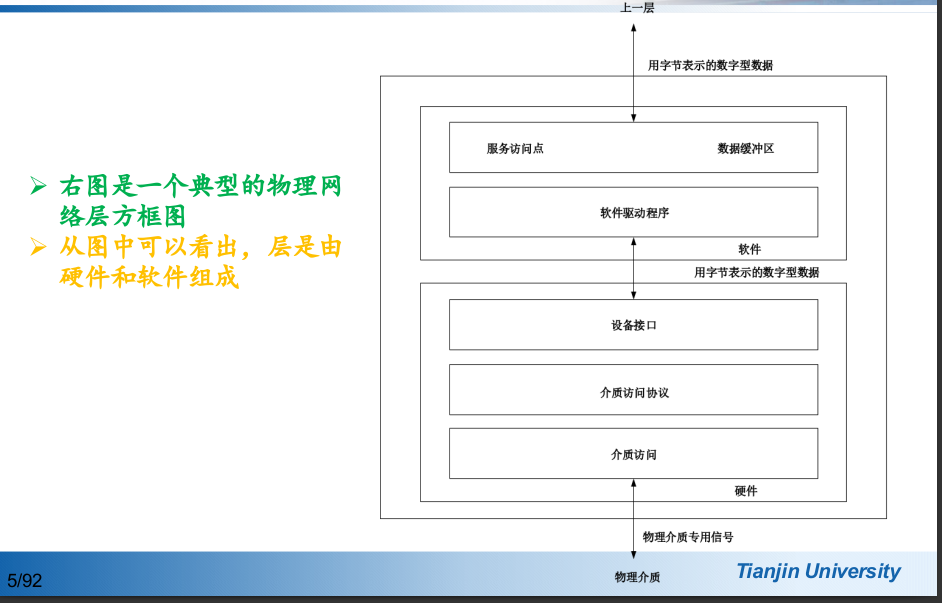 上一层
用字节表示的数字型数据
服务访问点 数据缓冲区
软件驱动程序
软件
用字节表示的数字型数据
设备接口
介质访问协议
介质访问
硬件
物理介质专用信号
物理介质
右图是一个典型的物理网
络层方框图
从图中可以看出，层是由
硬件和软件组成
5/92
Tianjin University